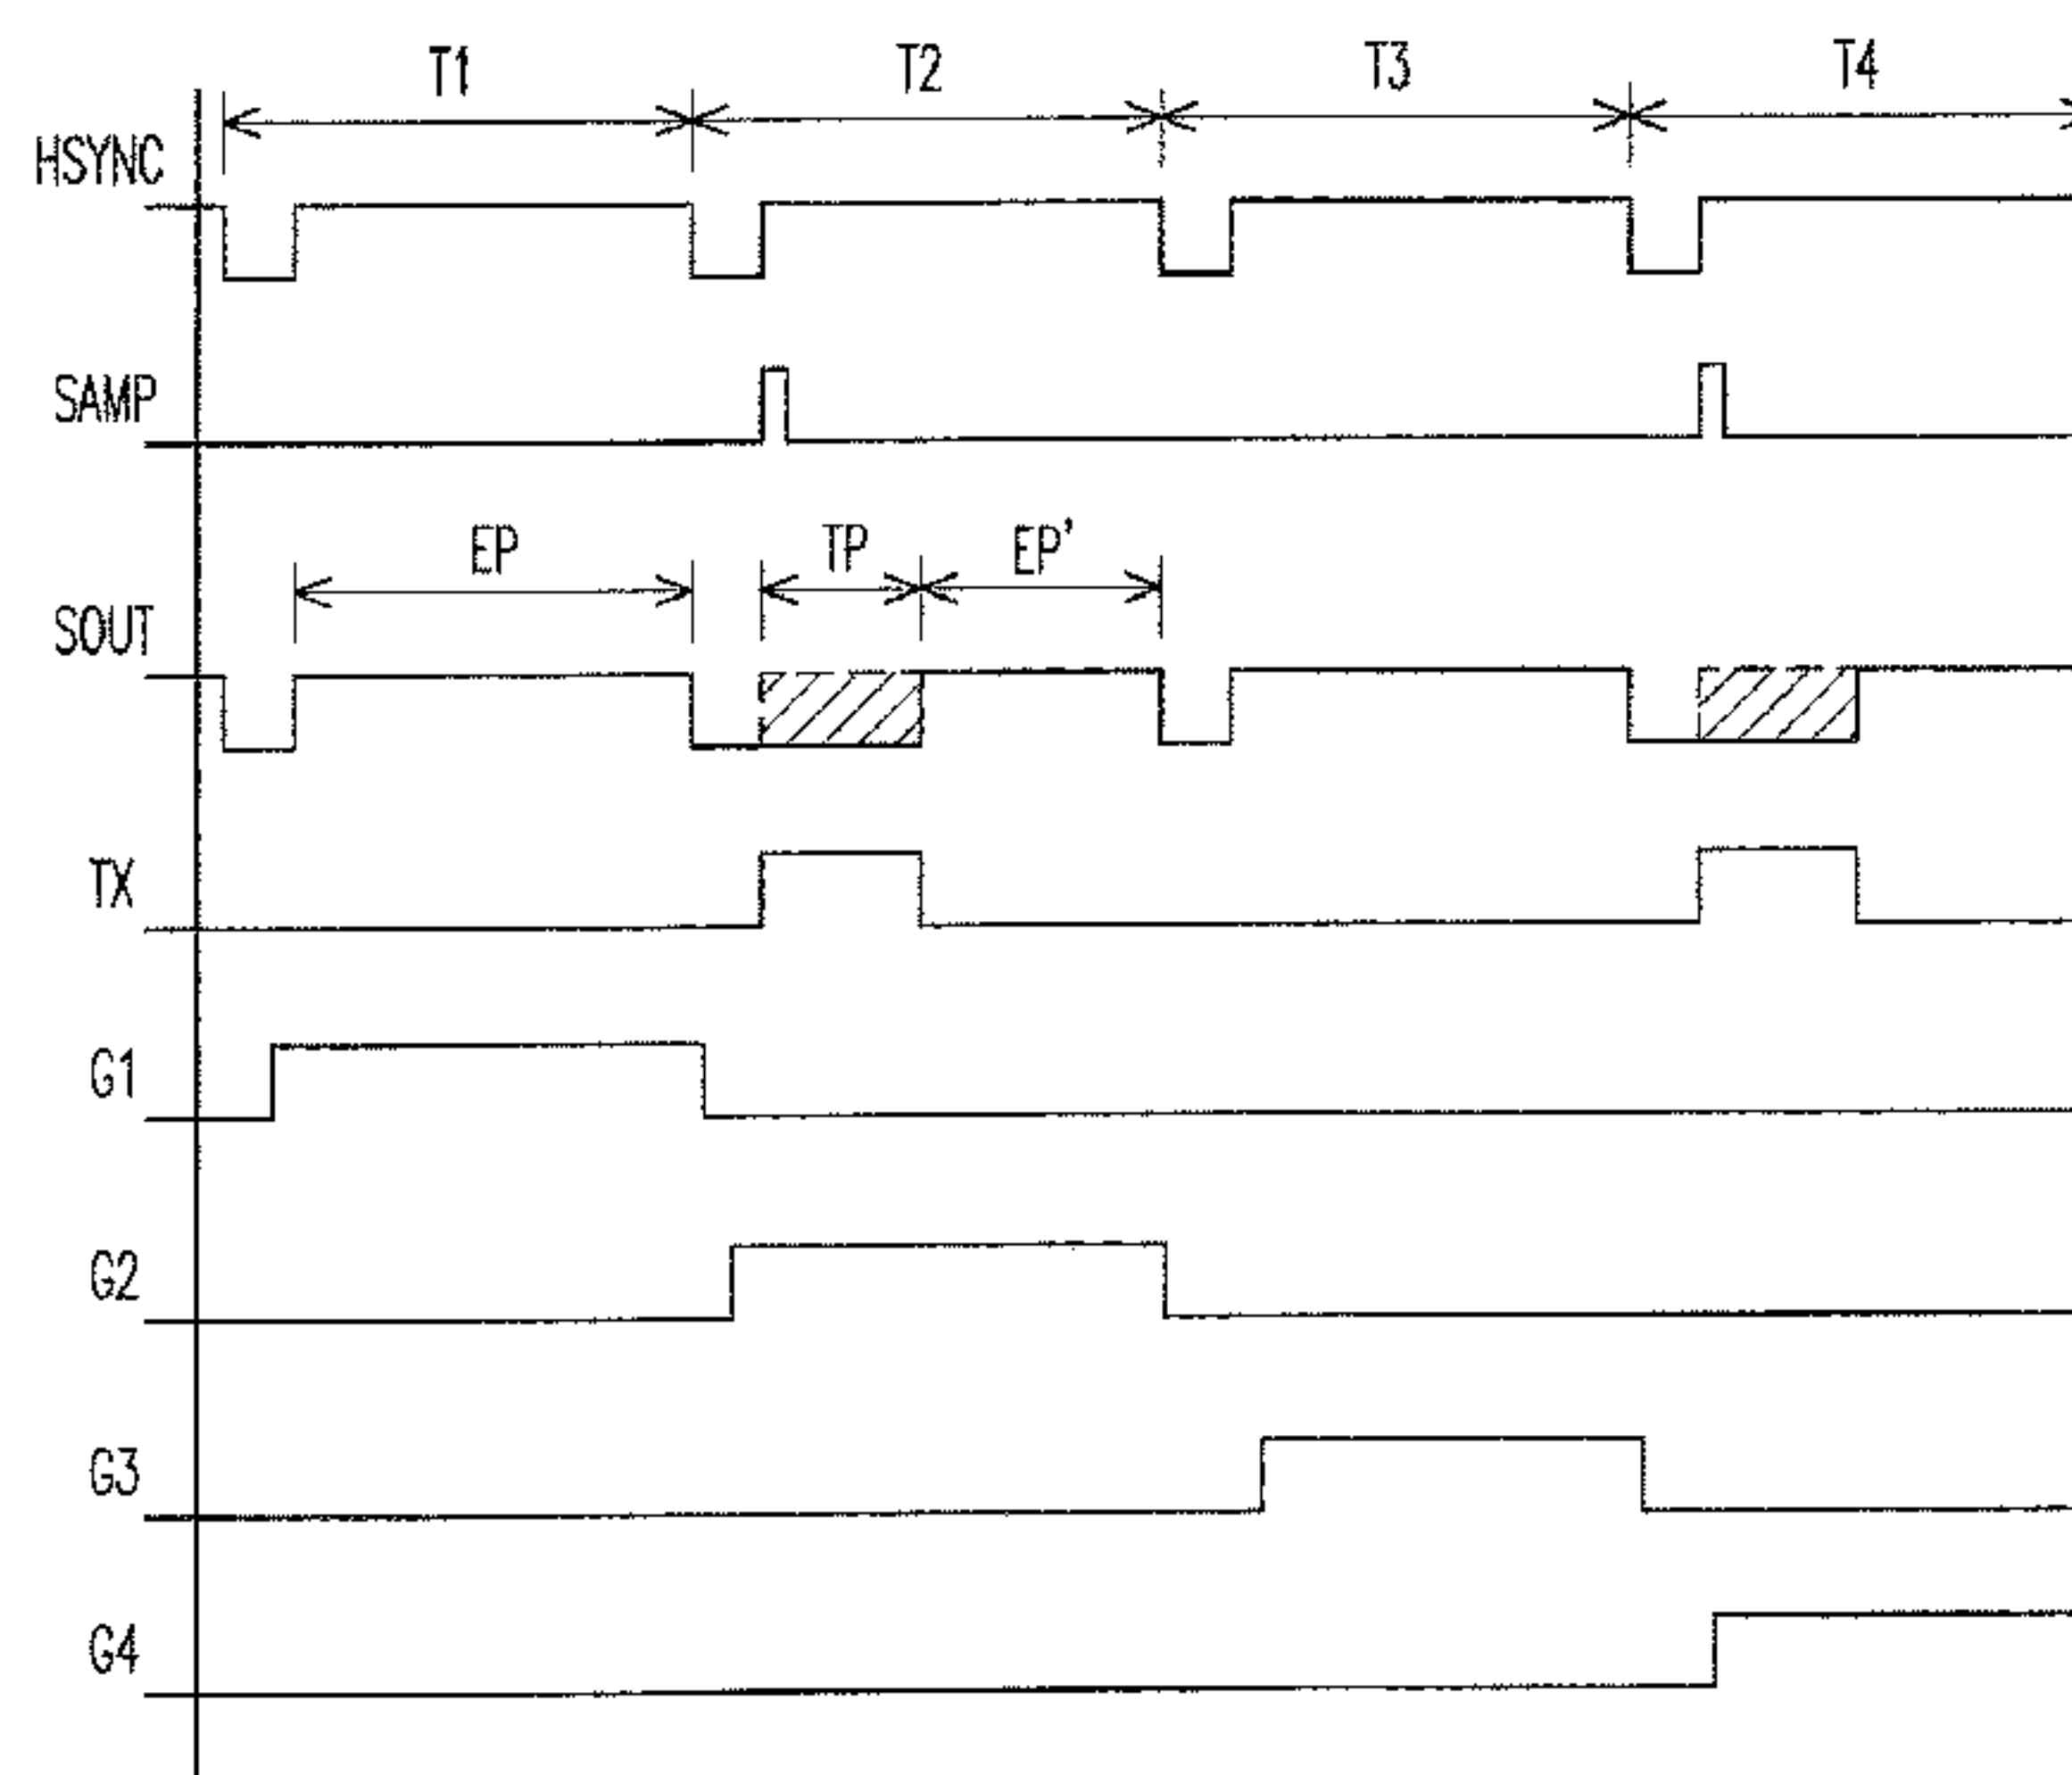 T1 T2 T3 T4
HSYNC
SAMP
EP TP EP'
SOUT
TX
G1
G2
G3
G4